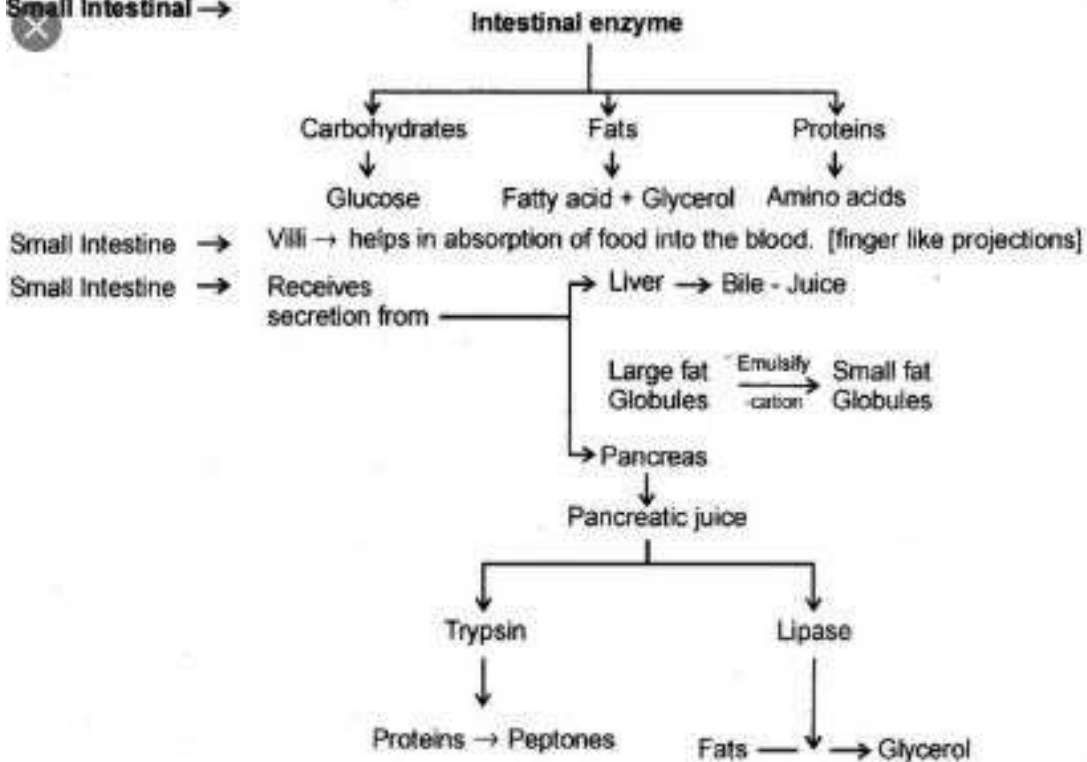 Small Intestinal →
Intestinal enzyme
Carbohydrates Fats Proteins
Glucose Fatty acid + Glycerol Amino acids
Small Intestine → Villi → helps in absorption of food into the blood. [finger like projections]
Small Intestine → Receives
secretion from
Liver → Bile - Juice
Large fat Emulsify Small fat
Globules -cation Globules
Pancreas
Pancreatic juice
Trypsin Lipase
Proteins → Peptones Fats → Glycerol